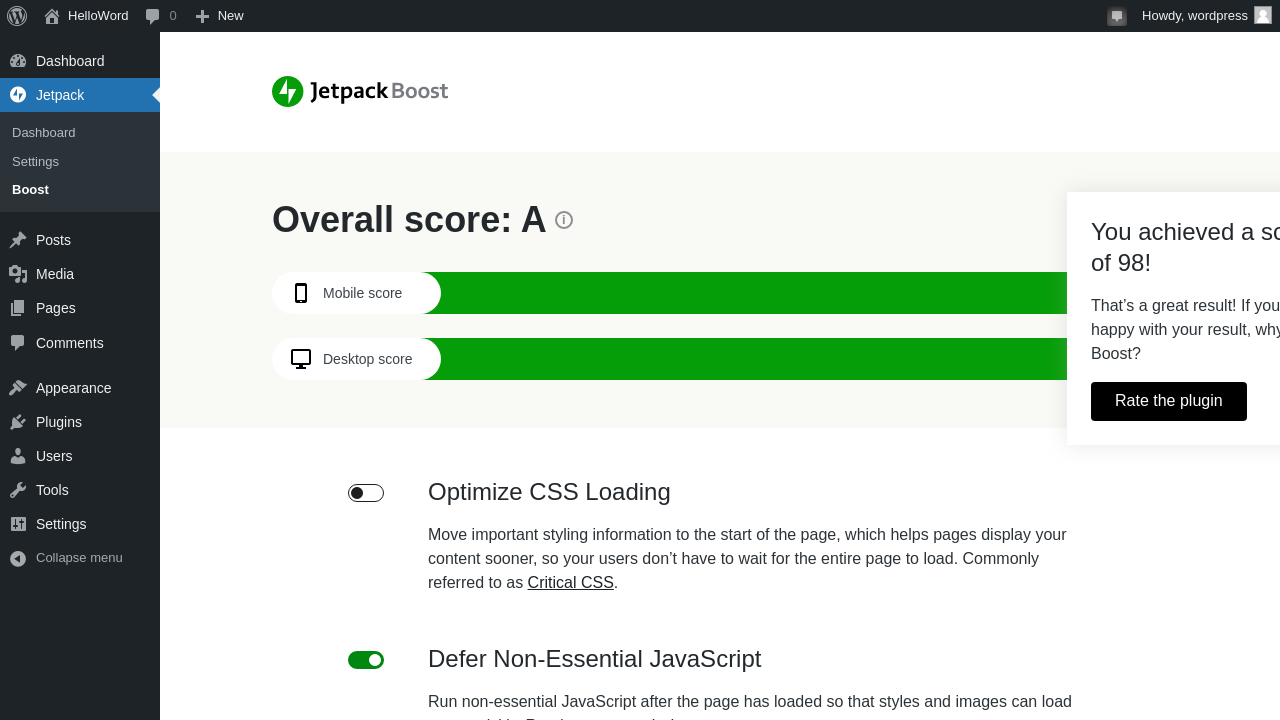 HelloWord
0
New
Howdy, wordpress
Dashboard
Jetpack
Dashboard
Settings
Boost
Posts
Media
Pages
Comments
Appearance
Plugins
Users
Tools
Settings
Collapse menu
Jetpack Boost
Overall score: A
Mobile score
Desktop score
You achieved a
of 98!
That’s a great result! If you
happy with your result, why
Boost?
Rate the plugin
Optimize CSS Loading
Move important styling information to the start of the page, which helps pages display your
content sooner, so your users don’t have to wait for the entire page to load. Commonly
referred to as Critical CSS.
Defer Non-Essential JavaScript
Run non-essential JavaScript after the page has loaded so that styles and images can load